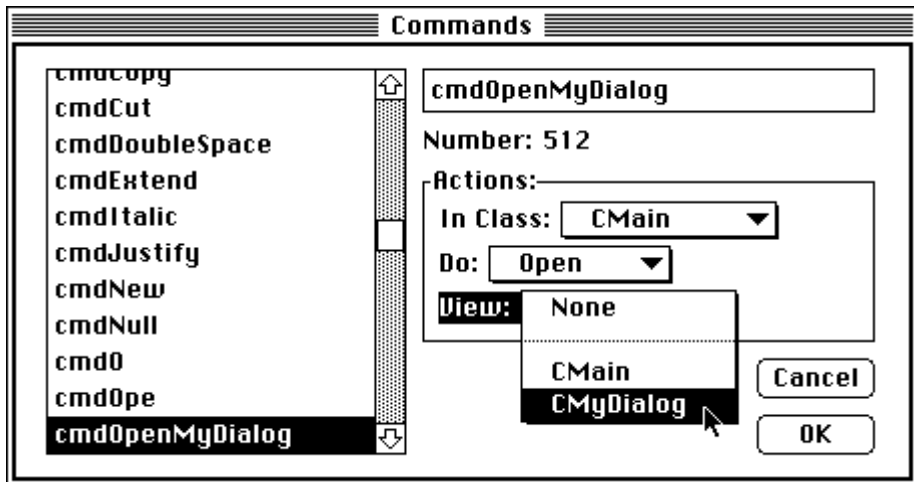 Commands
cmdCopy
cmdCut
cmdDoubleSpace
cmdExtend
cmdItalic
cmdJustify
cmdNew
cmdNull
cmdO
cmdOpe
cmdOpenMyDialog
cmdOpenMyDialog
Number: 512
Actions:
In Class: CMain
Do: Open
View: None
CMain
CMyDialog
Cancel
OK